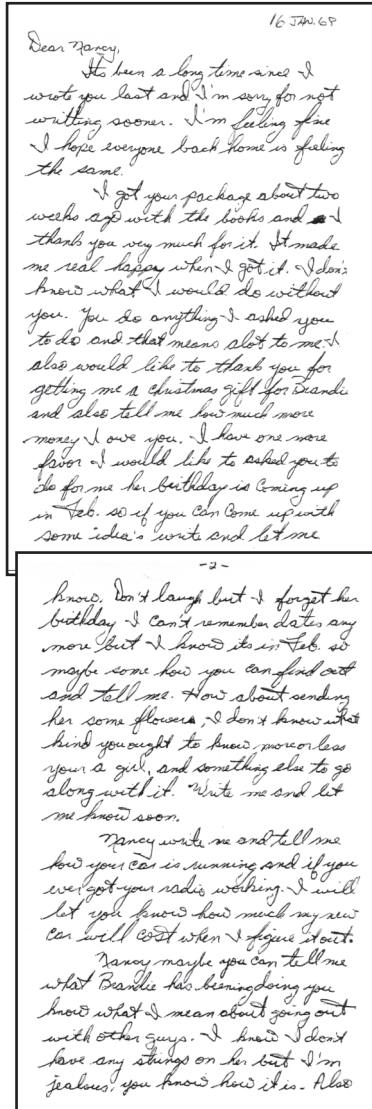 16 JAN. 68
Dear Nancy,
Its been a long time since I
wrote you last and I'm sorry for not
writting sooner. I'm feeling fine
I hope everyone back home is feeling
the same.
I got your package about two
weeks ago with the books and I
thank you very much for it. It made
me real happy when I got it. I don't
know what I would do without
you. You do anything I asked you
to do and that means alot to me. I
also would like to thank you for
getting me a christmas gift for Brandie
and also tell me how much more
money I owe you. I have one more
favor I would like to asked you to
do for me her birthday is Coming up
in Feb. so if you can Come up with
some idea's write and let me
-2-
know. Don't laugh but I forget her
birthday I can't remember dates any
more but I know its in Feb. so
maybe some how you can find out
and tell me. How about sending
her some flowers, I don't know what
kind you ought to know, more or less
your a girl, and something else to go
along with it. Write me and let
me know soon.
Nancy write me and tell me
how your car is running and if you
ever got your radio working. I will
let you know how much my new
car will cost when I figure it out.
Nancy maybe you can tell me
what Brandie has beening doing you
know what I mean about going out
with other guys. I know I don't
have any strings on her but I'm
jealous, you know how it is. Also